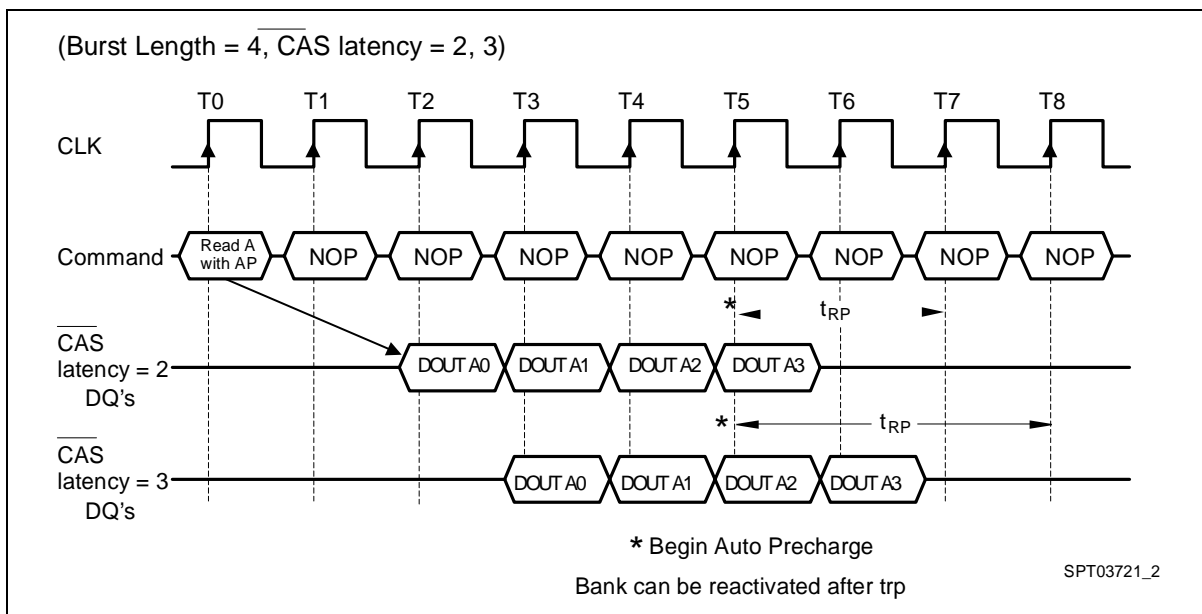 (Burst Length = 4, CAS latency = 2, 3)
T0 T1 T2 T3 T4 T5 T6 T7 T8
CLK
Command
Read A
with AP
NOP NOP NOP NOP NOP NOP NOP NOP
* tRP
CAS
latency = 2
DQ's
DOUT A0 DOUT A1 DOUT A2 DOUT A3
* tRP
CAS
latency = 3
DQ's
DOUT A0 DOUT A1 DOUT A2 DOUT A3
* Begin Auto Precharge
Bank can be reactivated after trp
SPT03721_2